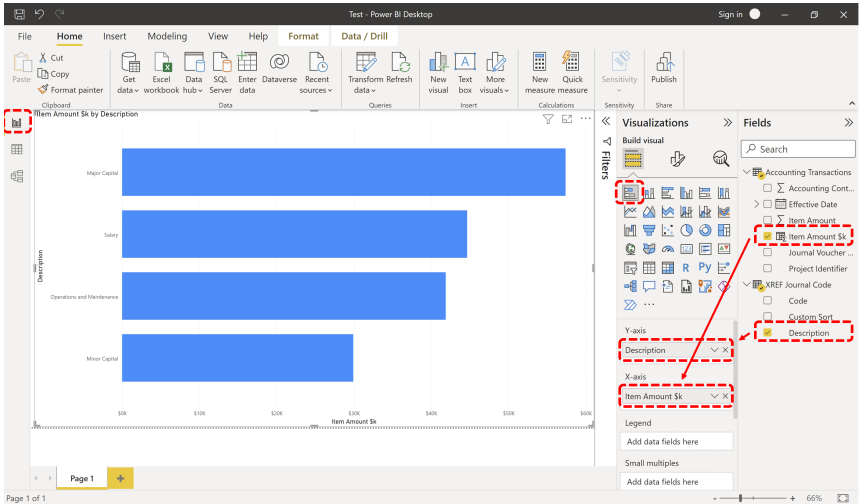 Test - Power BI Desktop
Sign in
File Home Insert Modeling View Help Format Data / Drill
Paste
Cut
Copy
Format painter
Get data
Excel workbook
Data hub
SQL Server
Enter data
Dataverse
Recent sources
Transform data
Refresh
New visual
Text box
More visuals
New measure
Quick measure
Sensitivity
Publish
Clipboard Data Queries Insert Calculations Sensitivity Share
Item Amount $k by Description
Description
Major Capital
Salary
Operations and Maintenance
Minor Capital
$0K $10K $20K $30K $40K $50K $60K
Item Amount $k
Filters
Visualizations
Build visual
R Py
123
Y-axis
Description
X-axis
Item Amount $k
Legend
Add data fields here
Small multiples
Add data fields here
Fields
Search
Accounting Transactions
Accounting Cont...
Effective Date
Item Amount
Item Amount $k
Journal Voucher ...
Project Identifier
XREF Journal Code
Code
Custom Sort
Description
Page 1
Page 1 of 1
66%